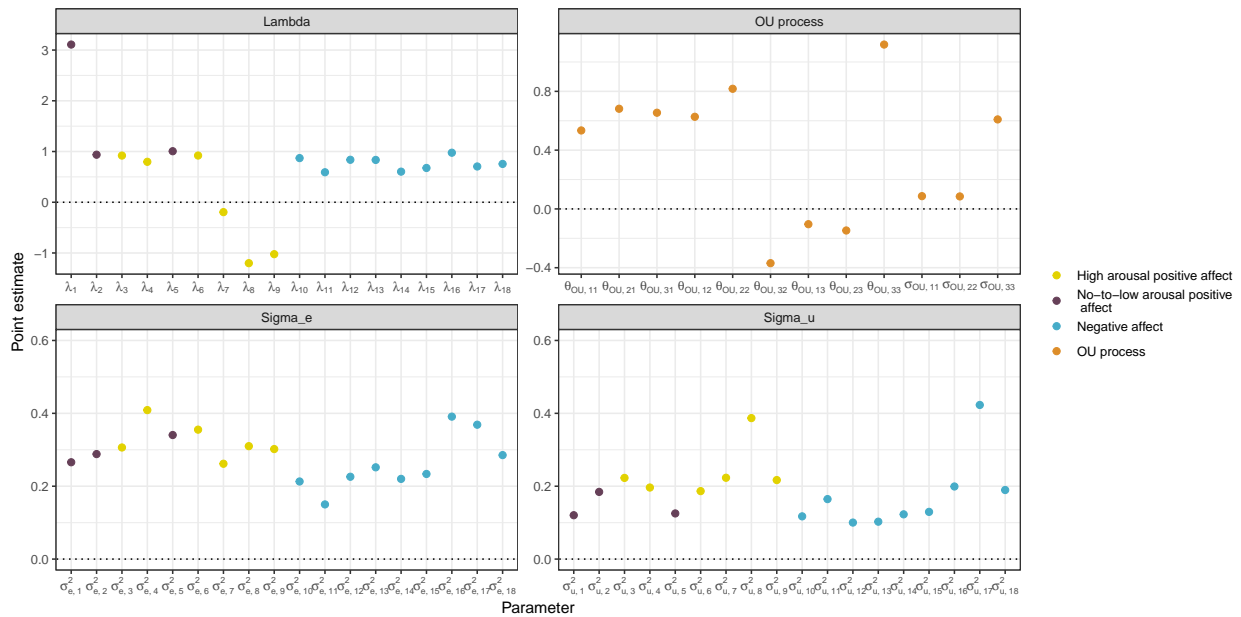 Lambda
OU process
3
2
1
0
−1
0.8
0.4
0.0
−0.4
λ1 λ2 λ3 λ4 λ5 λ6 λ7 λ8 λ9 λ10 λ11 λ12 λ13 λ14 λ15 λ16 λ17 λ18
θOU, 11 θOU, 21 θOU, 31 θOU, 12 θOU, 22 θOU, 32 θOU, 13 θOU, 23 θOU, 33 σOU, 11 σOU, 22 σOU, 33
Point estimate
Sigma_e
Sigma_u
0.6
0.4
0.2
0.0
0.6
0.4
0.2
0.0
σ²e, 1 σ²e, 2 σ²e, 3 σ²e, 4 σ²e, 5 σ²e, 6 σ²e, 7 σ²e, 8 σ²e, 9 σ²e, 10 σ²e, 11 σ²e, 12 σ²e, 13 σ²e, 14 σ²e, 15 σ²e, 16 σ²e, 17 σ²e, 18
σ²u, 1 σ²u, 2 σ²u, 3 σ²u, 4 σ²u, 5 σ²u, 6 σ²u, 7 σ²u, 8 σ²u, 9 σ²u, 10 σ²u, 11 σ²u, 12 σ²u, 13 σ²u, 14 σ²u, 15 σ²u, 16 σ²u, 17 σ²u, 18
Parameter
High arousal positive affect
No−to−low arousal positive
affect
Negative affect
OU process